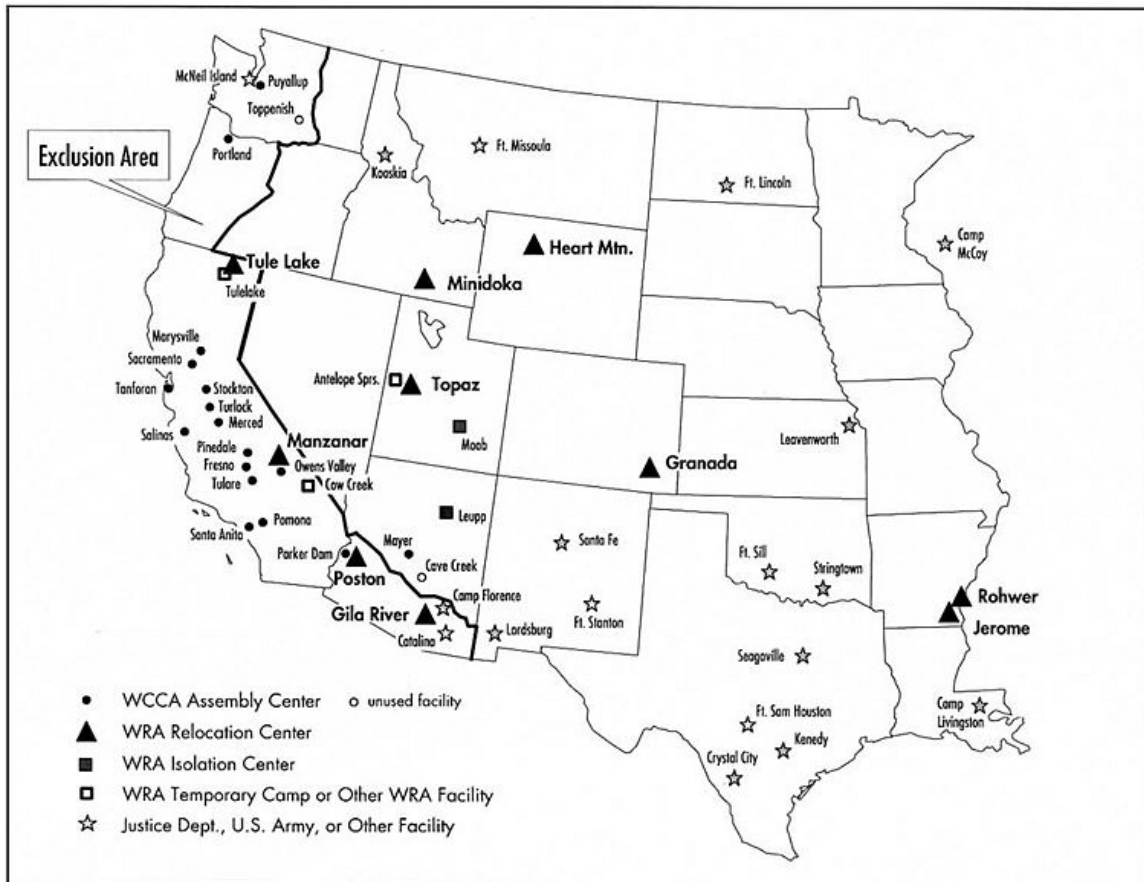 McNeil Island
Puyallup
Toppenish
Exclusion Area
Portland
Kooskia
Ft. Missoula
Ft. Lincoln
Camp
McCoy
Tule Lake
Tulelake
Minidoka
Heart Mtn.
Marysville
Sacramento
Tanforan
Stockton
Turlock
Merced
Salinas
Antelope Sprs.
Topaz
Moab
Leavenworth
Granada
Manzanar
Pinedale
Owens Valley
Fresno
Cow Creek
Tulare
Pomona
Santa Anita
Leupp
Mayer
Parker Dam
Cave Creek
Poston
Camp Florence
Gila River
Catalina
Lordsburg
Santa Fe
Ft. Stanton
Ft. Sill
Stringtown
Rohwer
Jerome
Seagoville
Ft. Sam Houston
Kenedy
Crystal City
Camp
Livingston
WCCA Assembly Center
unused facility
WRA Relocation Center
WRA Isolation Center
WRA Temporary Camp or Other WRA Facility
Justice Dept., U.S. Army, or Other Facility